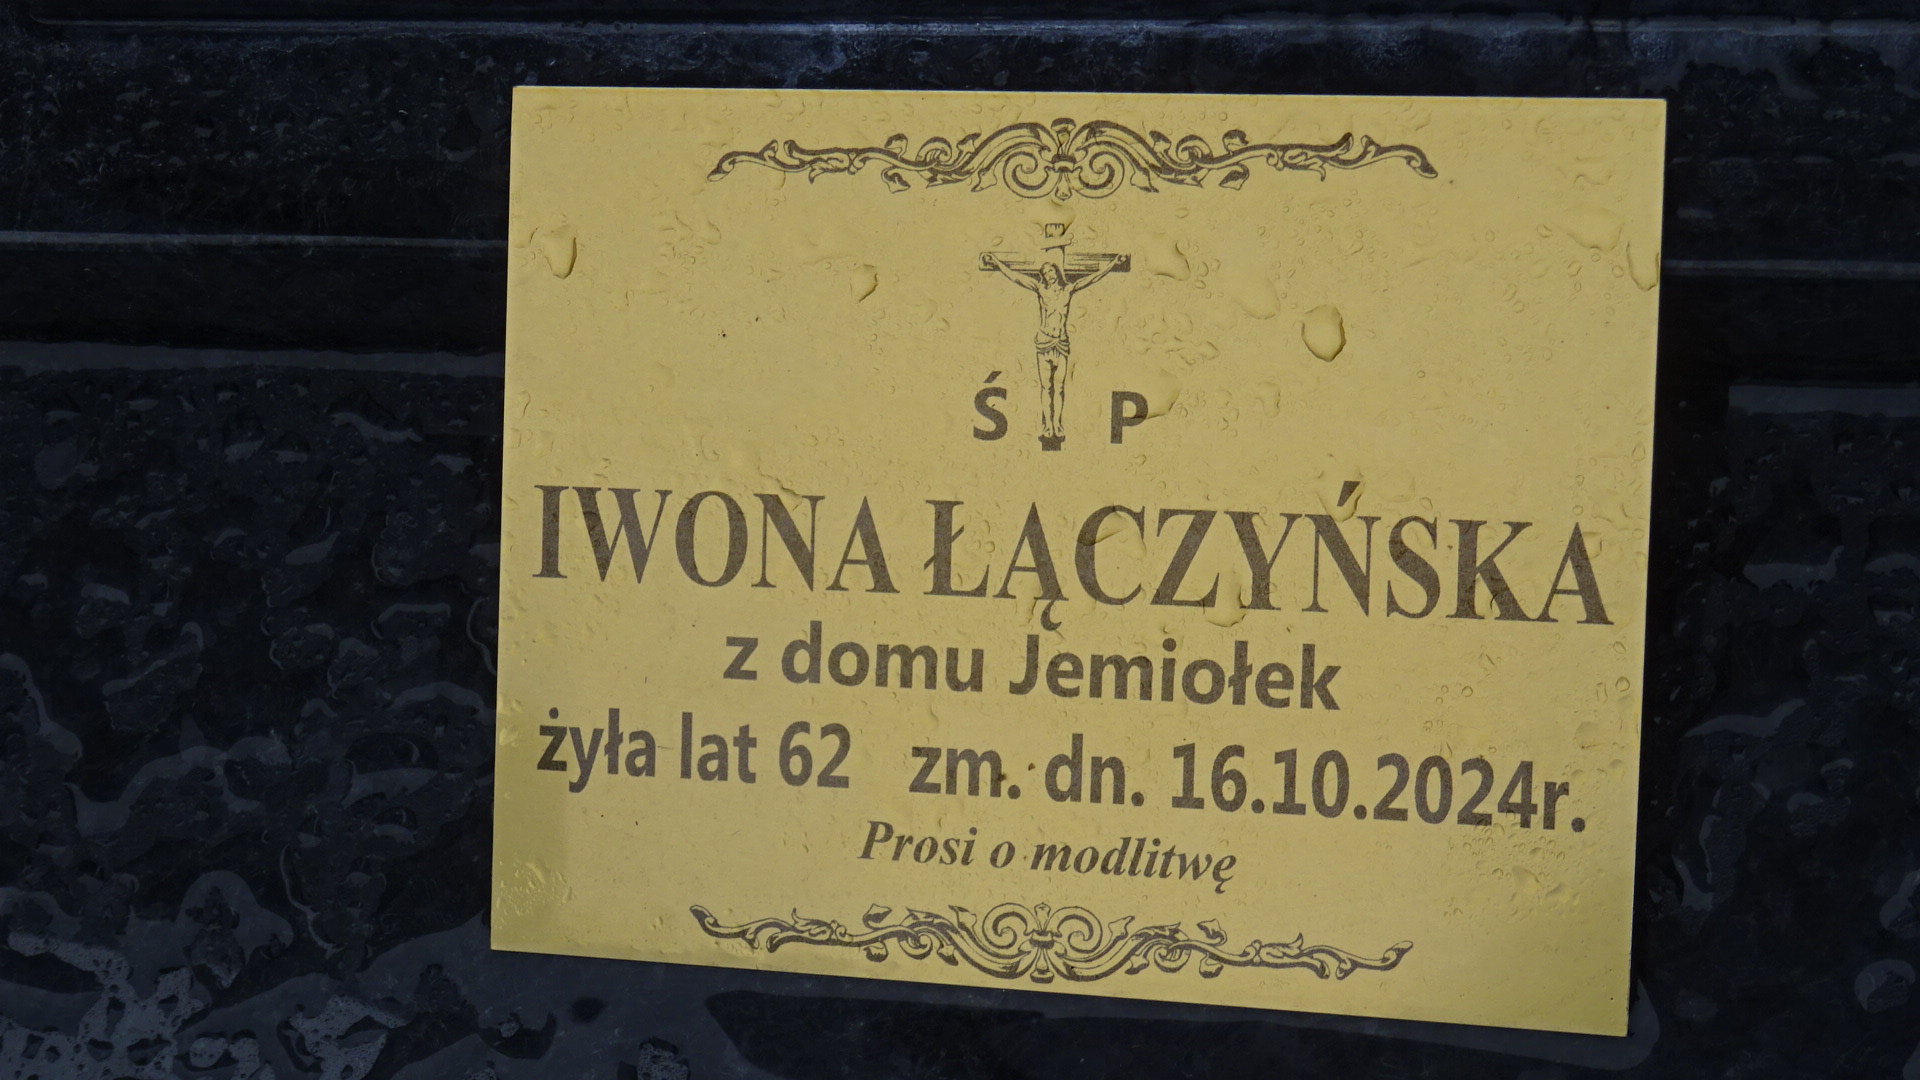 Ś P
IWONA ŁĄCZYŃSKA
z domu Jemiołek
żyła lat 62 zm. dn. 16.10.2024r.
Prosi o modlitwę